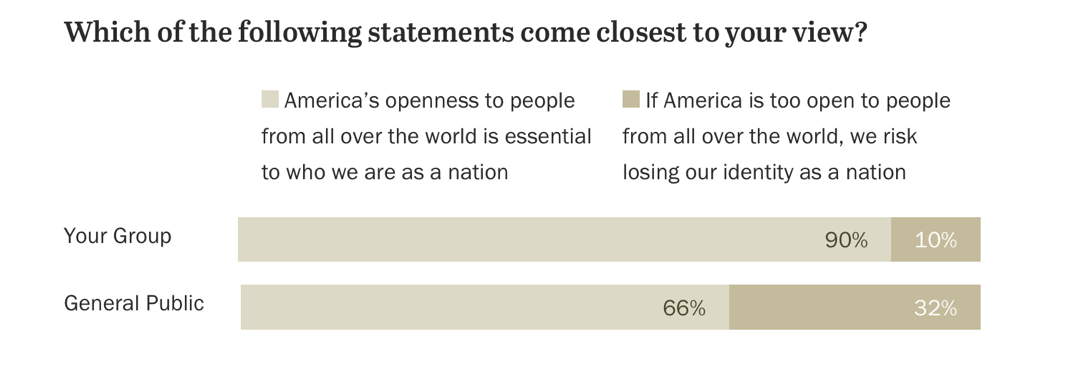 Which of the following statements come closest to your view?
America’s openness to people
from all over the world is essential
to who we are as a nation
If America is too open to people
from all over the world, we risk
losing our identity as a nation
Your Group
90%
10%
General Public
66%
32%